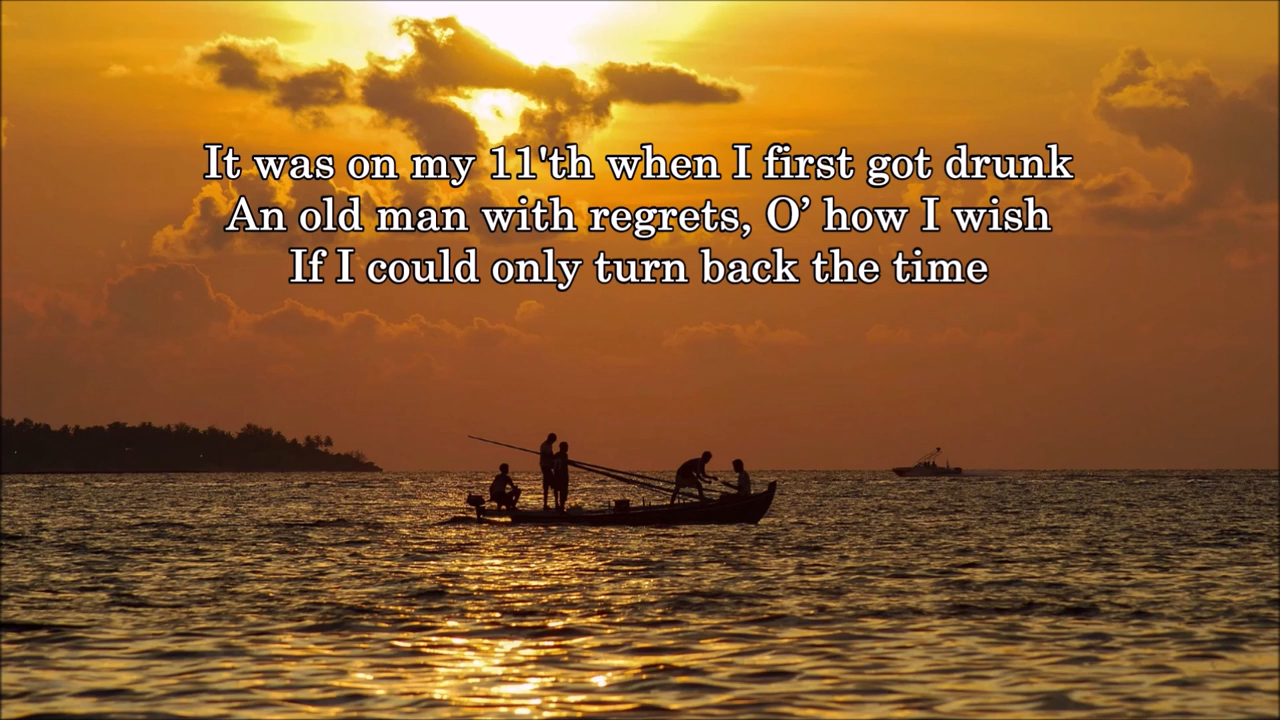 It was on my 11'th when I first got drunk
An old man with regrets, O’ how I wish
If I could only turn back the time